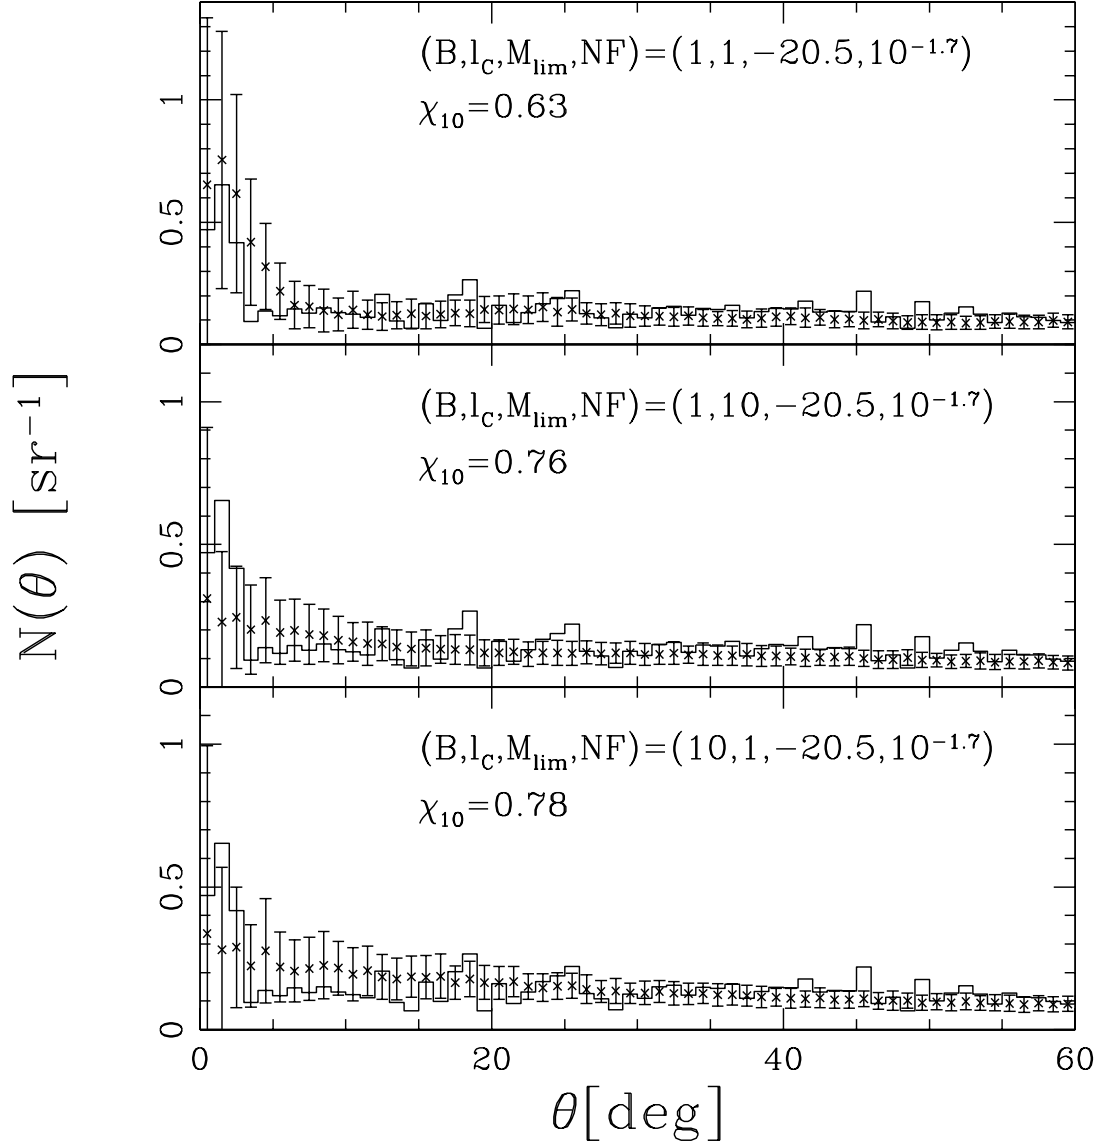 (B,l_C,M_lim,NF)=(1,1,−20.5,10^−1.7)
χ_10=0.63
1
0.5
0
(B,l_C,M_lim,NF)=(1,10,−20.5,10^−1.7)
χ_10=0.76
1
0.5
0
N(θ) [sr^−1]
(B,l_C,M_lim,NF)=(10,1,−20.5,10^−1.7)
χ_10=0.78
1
0.5
0
0 20 40 60
θ[deg]